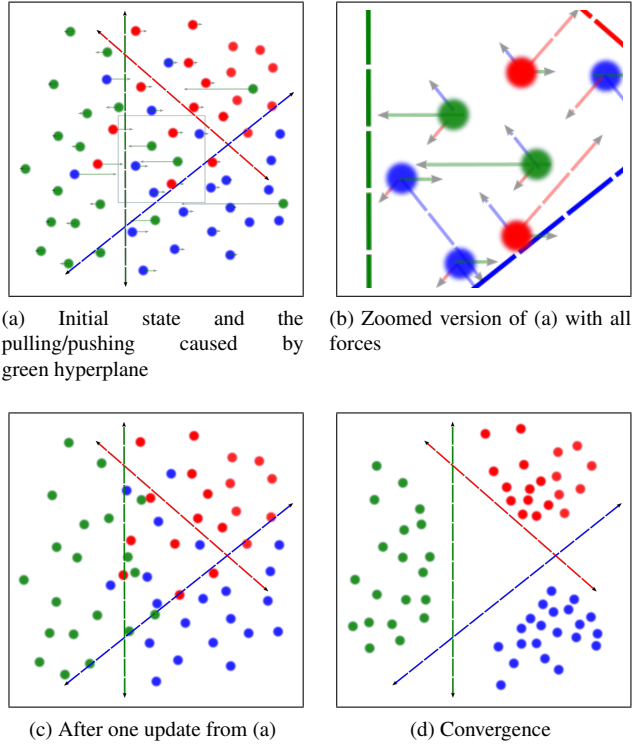 (a) Initial state and the
pulling/pushing caused by
green hyperplane
(b) Zoomed version of (a) with all
forces
(c) After one update from (a)
(d) Convergence